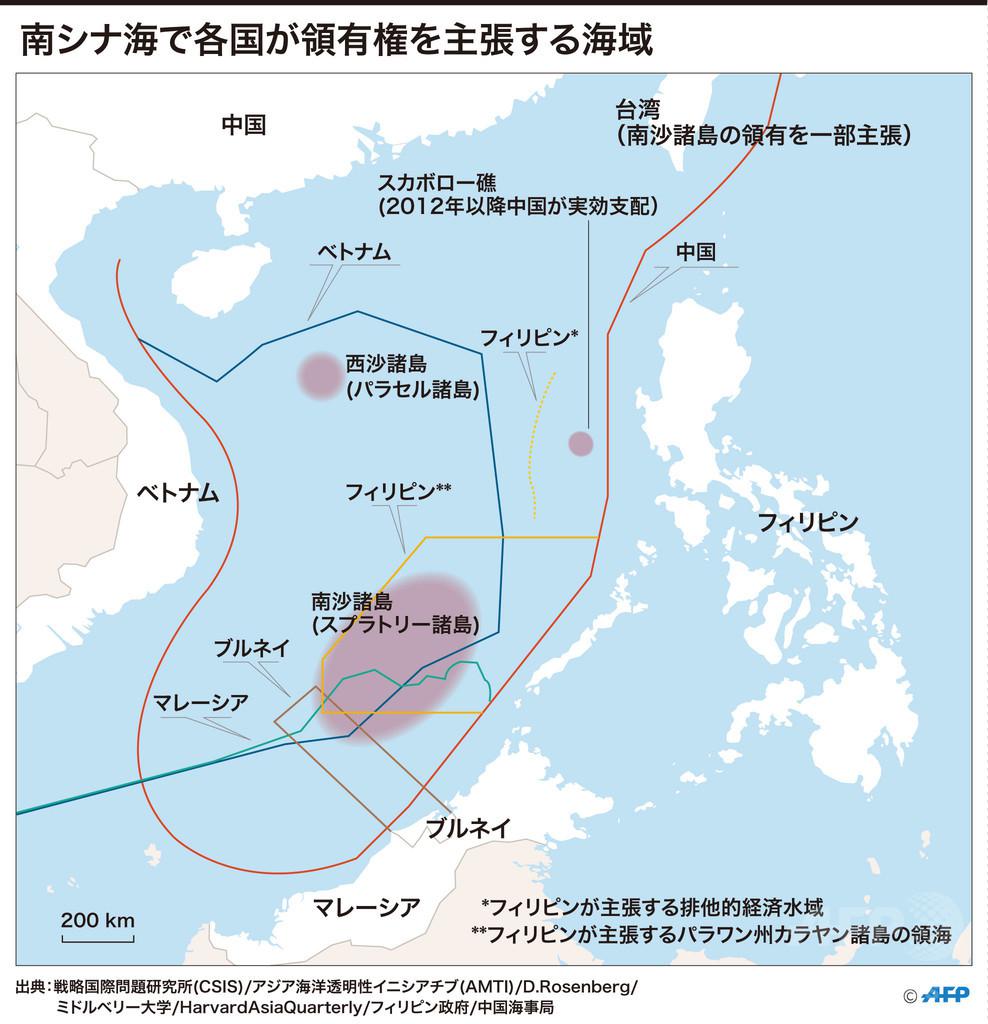 南シナ海で各国が領有権を主張する海域
中国
台湾
（南沙諸島の領有を一部主張）
スカボロー礁
(2012年以降中国が実効支配）
ベトナム
中国
フィリピン*
西沙諸島
(パラセル諸島)
ベトナム
フィリピン**
フィリピン
南沙諸島
(スプラトリー諸島)
ブルネイ
マレーシア
ブルネイ
マレーシア
*フィリピンが主張する排他的経済水域
**フィリピンが主張するパラワン州カラヤン諸島の領海
200 km
出典：戦略国際問題研究所(CSIS)/アジア海洋透明性イニシアチブ(AMTI)/D.Rosenberg/
ミドルベリー大学/HarvardAsiaQuarterly/フィリピン政府/中国海事局
© AFP
AFP